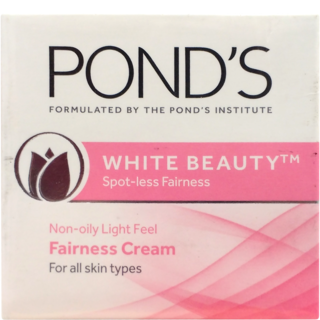 POND'S
FORMULATED BY THE POND'S INSTITUTE
WHITE BEAUTY™
Spot-less Fairness
Non-oily Light Feel
Fairness Cream
For all skin types